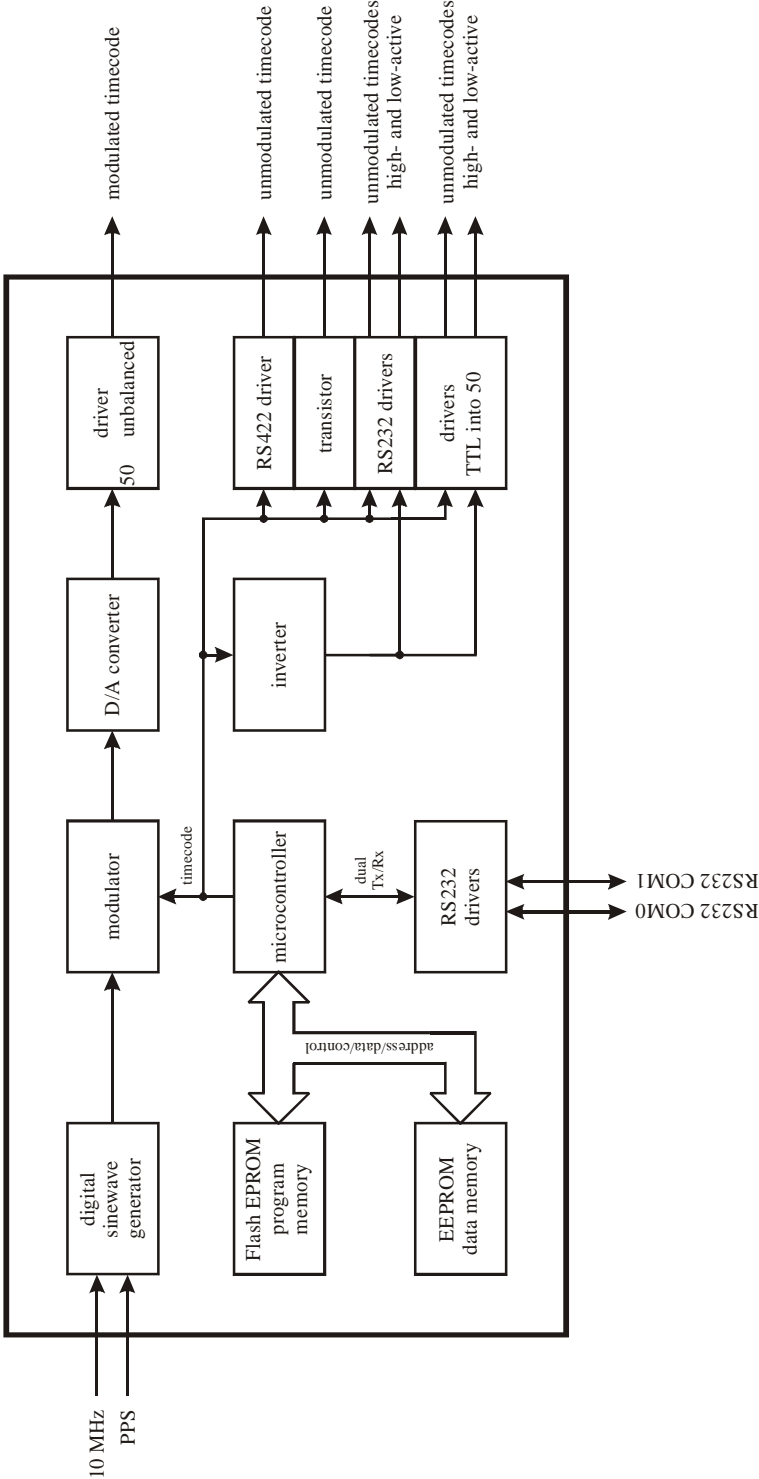 10 MHz
PPS
digital
sinewave
generator
modulator
D/A converter
driver
50 unbalanced
modulated timecode
timecode
Flash EPROM
program
memory
microcontroller
inverter
RS422 driver
transistor
RS232 drivers
drivers
TTL into 50
unmodulated timecode
unmodulated timecode
unmodulated timecodes
high- and low-active
unmodulated timecodes
high- and low-active
address/data/control
dual
Tx/Rx
EEPROM
data memory
RS232
drivers
RS232 COM0
RS232 COM1